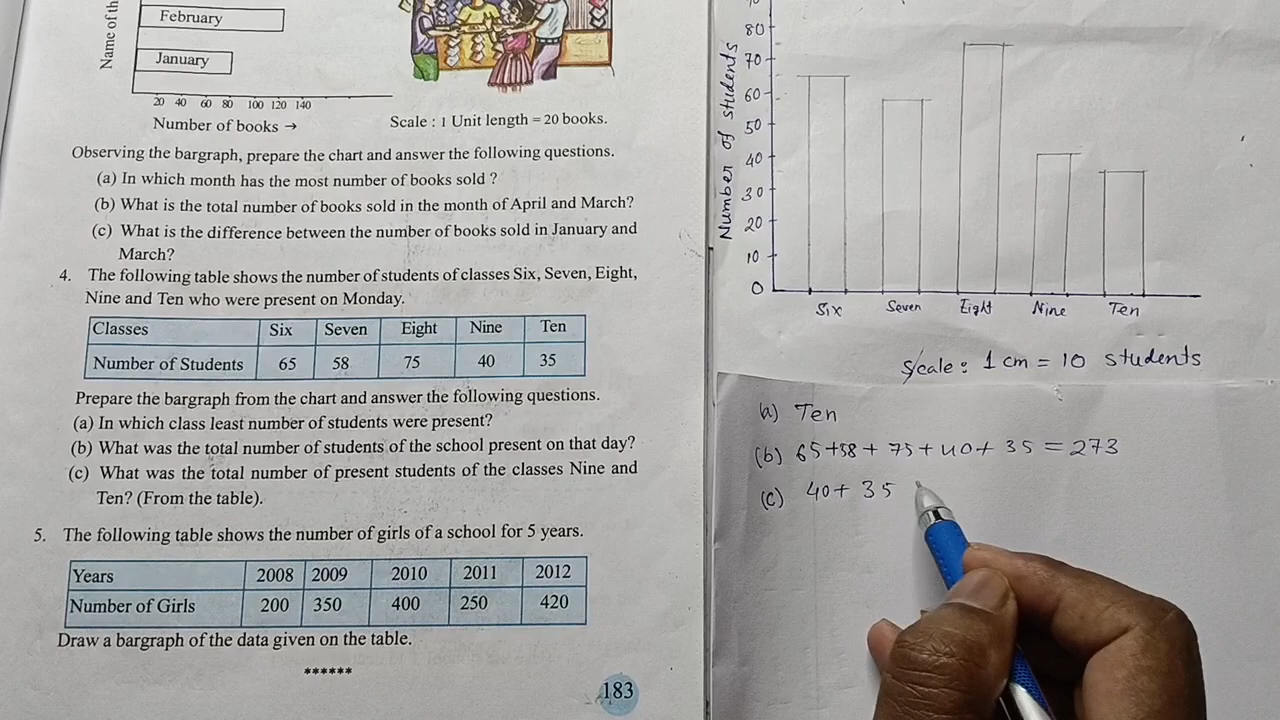 Name of th
February
January
20 40 60 80 100 120 140
Number of books →
Scale : 1 Unit length = 20 books.
Observing the bargraph, prepare the chart and answer the following questions.
(a) In which month has the most number of books sold ?
(b) What is the total number of books sold in the month of April and March?
(c) What is the difference between the number of books sold in January and
March?
4. The following table shows the number of students of classes Six, Seven, Eight,
Nine and Ten who were present on Monday.
Classes Six Seven Eight Nine Ten
Number of Students 65 58 75 40 35
Prepare the bargraph from the chart and answer the following questions.
(a) In which class least number of students were present?
(b) What was the total number of students of the school present on that day?
(c) What was the total number of present students of the classes Nine and
Ten? (From the table).
5. The following table shows the number of girls of a school for 5 years.
Years 2008 2009 2010 2011 2012
Number of Girls 200 350 400 250 420
Draw a bargraph of the data given on the table.
******
183
Number of students
80
70
60
50
40
30
20
10
0
Six Seven Eight Nine Ten
Scale : 1 cm = 10 students
(a) Ten
(b) 65+58+75+40+35 = 273
(c) 40+ 35